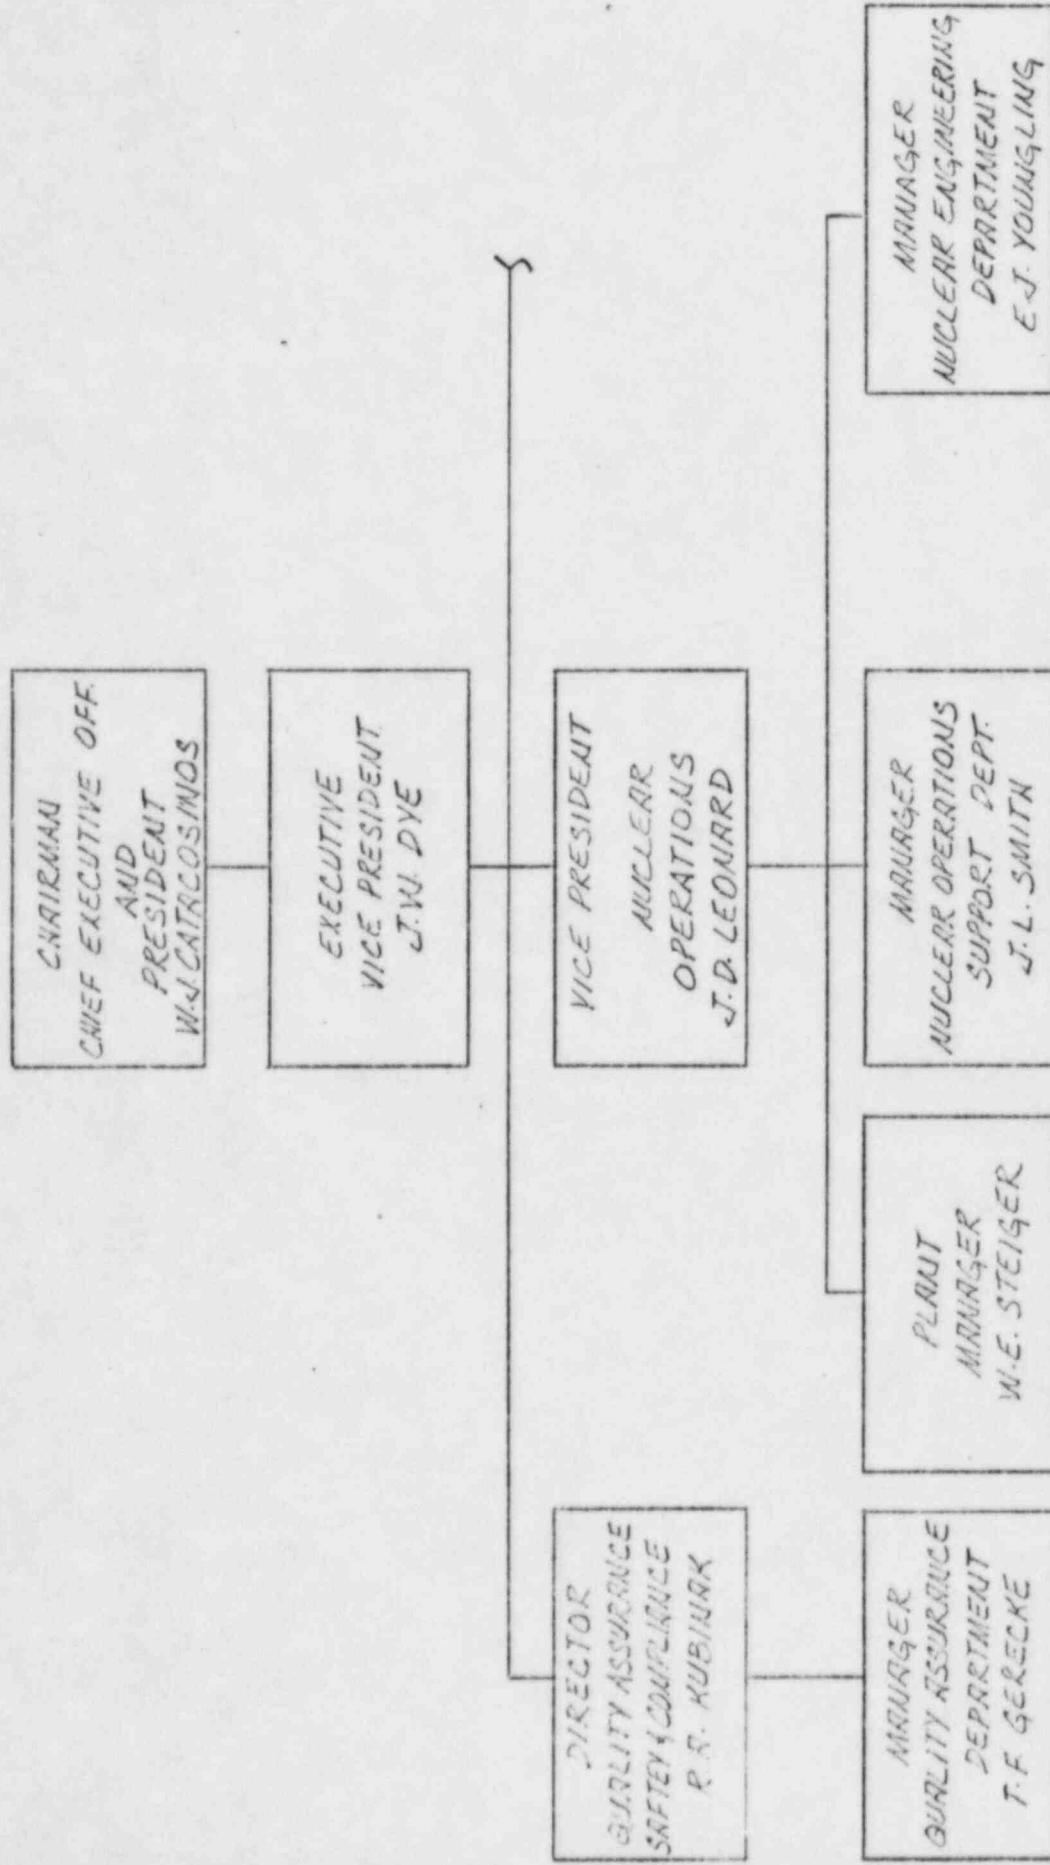 CHAIRMAN
CHIEF EXECUTIVE OFF.
AND
PRESIDENT
W.J. CATACOSINOS
EXECUTIVE
VICE PRESIDENT
J.W. DYE
DIRECTOR
QUALITY ASSURANCE
SAFTEY & COMPLIANCE
R.R. KUBINAK
VICE PRESIDENT
NUCLEAR
OPERATIONS
J.D. LEONARD
MANAGER
QUALITY ASSURANCE
DEPARTMENT
T.F GERECKE
PLANT
MANAGER
W.E. STEIGER
MANAGER
NUCLEAR OPERATIONS
SUPPORT DEPT.
J.L. SMITH
MANAGER
NUCLEAR ENGINEERING
DEPARTMENT
E.J. YOUNGLING